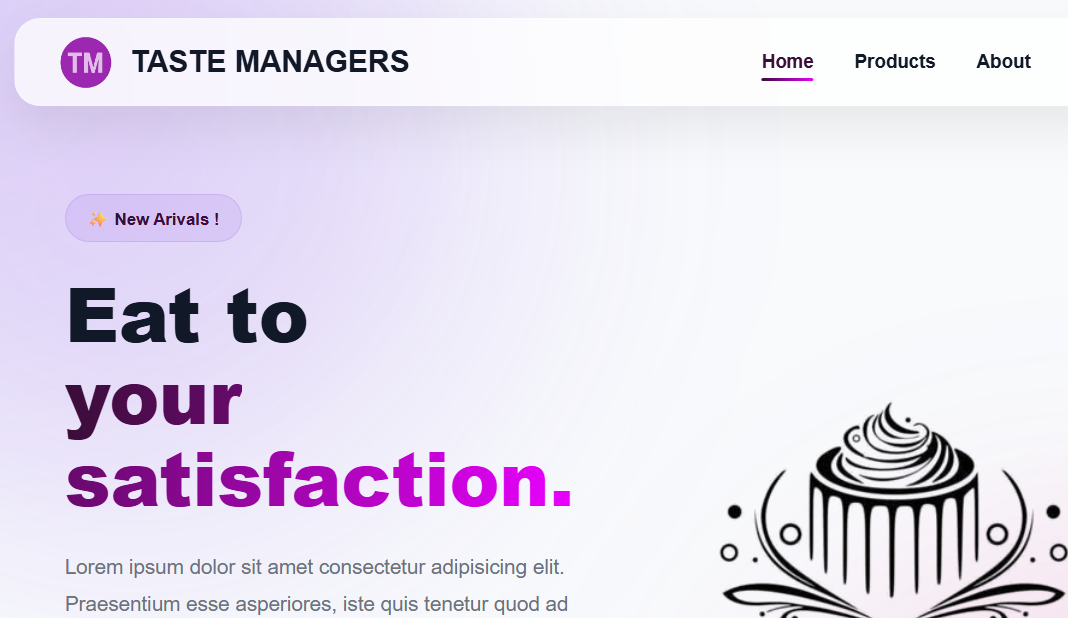 TM TASTE MANAGERS Home Products About
✨ New Arivals !
Eat to
your
satisfaction.
Lorem ipsum dolor sit amet consectetur adipisicing elit.
Praesentium esse asperiores, iste quis tenetur quod ad